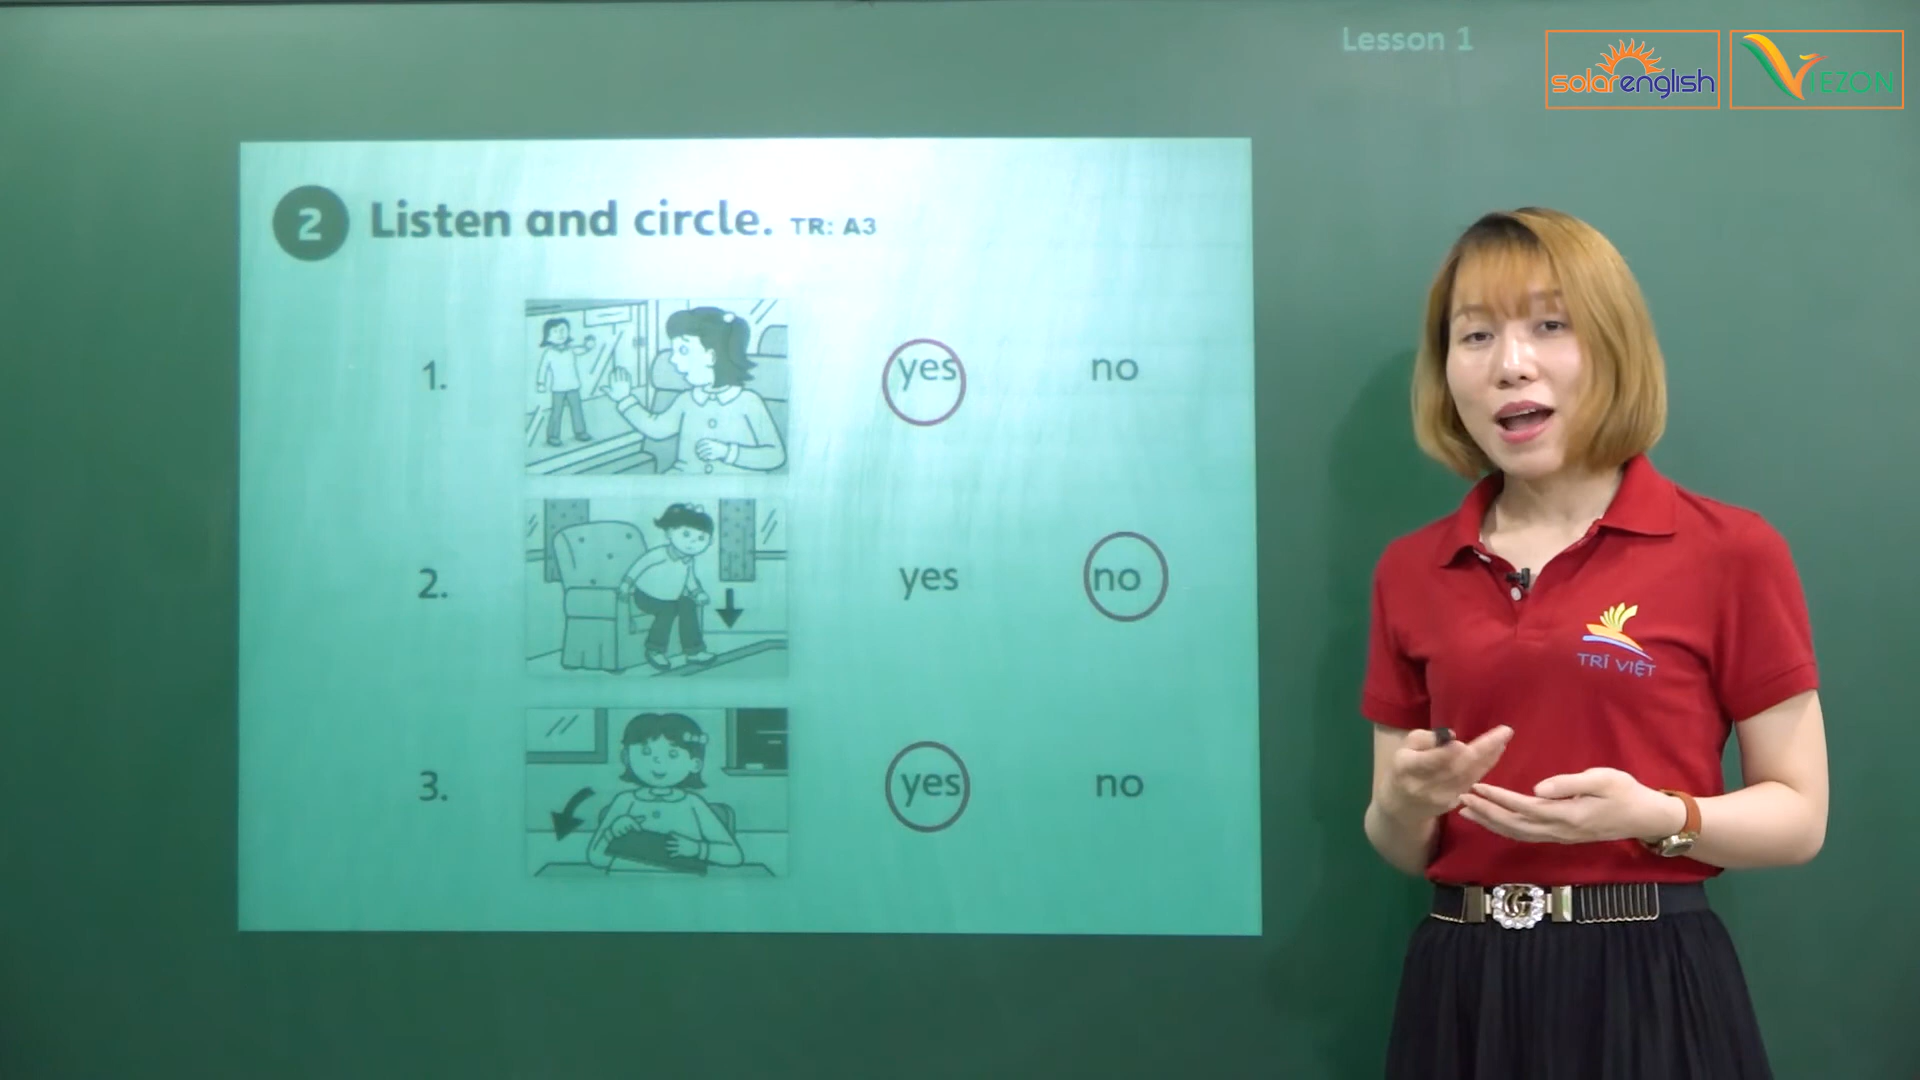 Lesson 1
solarenglish
VIEZON
2 Listen and circle. TR: A3
1. yes no
2. yes no
3. yes no
TRÍ VIỆT